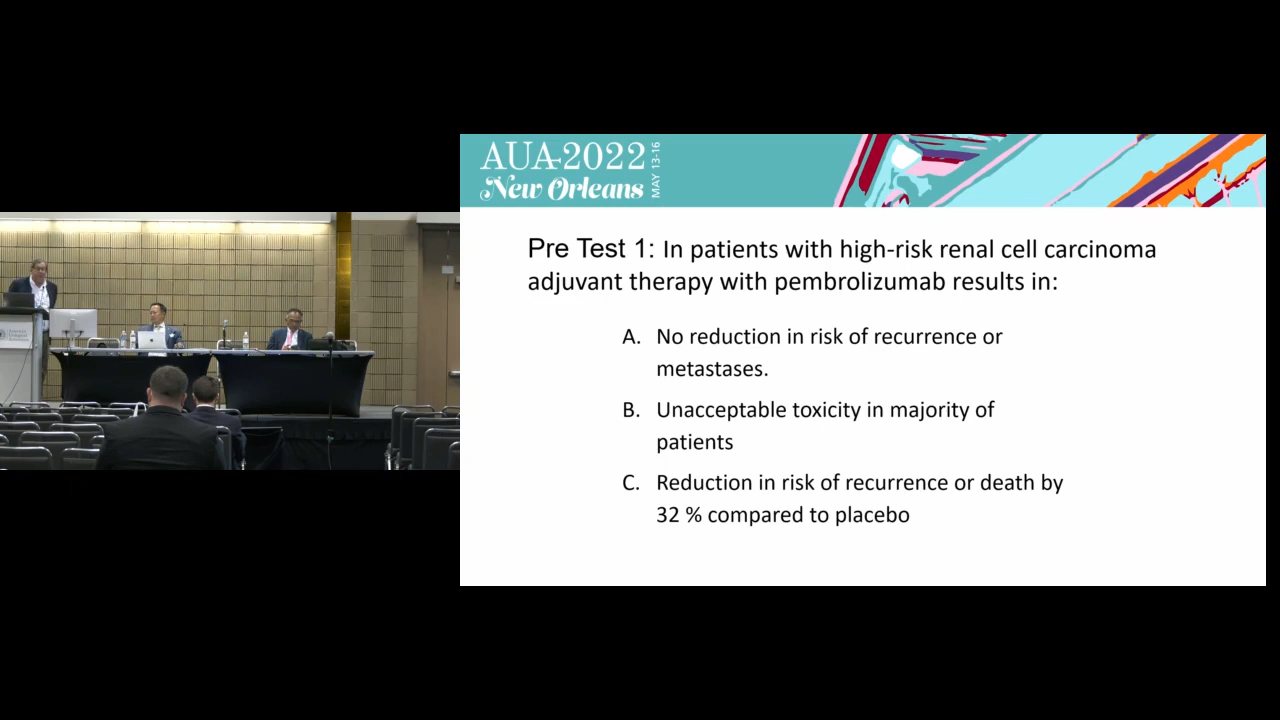 AUA2022
New Orleans
MAY 13-16
Pre Test 1: In patients with high-risk renal cell carcinoma
adjuvant therapy with pembrolizumab results in:
A. No reduction in risk of recurrence or
metastases.
B. Unacceptable toxicity in majority of
patients
C. Reduction in risk of recurrence or death by
32 % compared to placebo